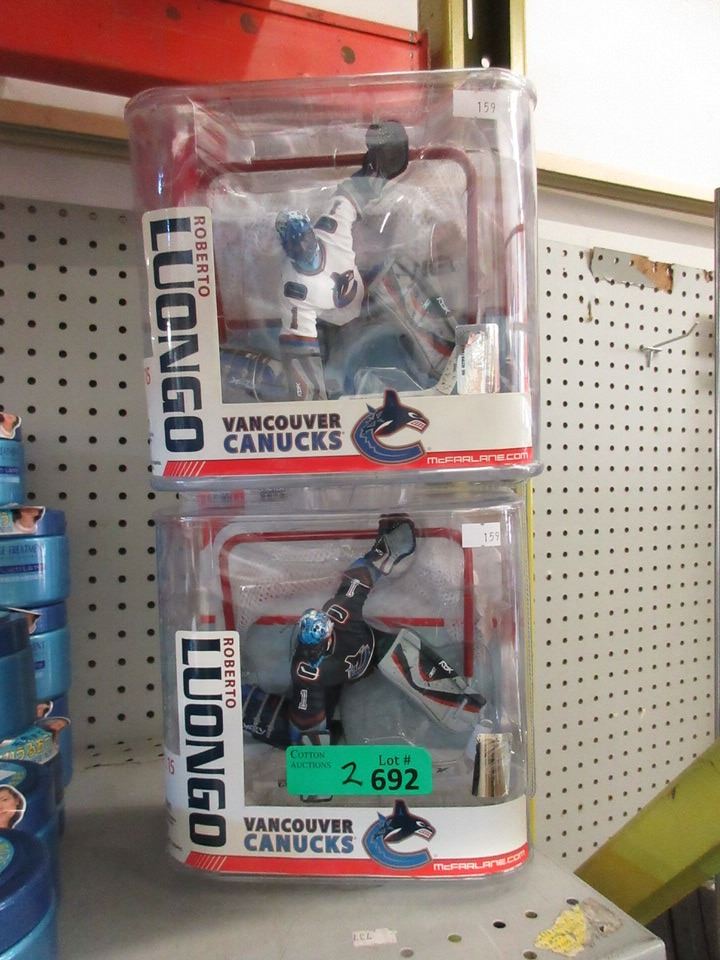 159
ROBERTO
LUONGO
VANCOUVER
CANUCKS
McFARLANE.COM
159
ROBERTO
LUONGO
COTTON
AUCTIONS
2
Lot #
692
VANCOUVER
CANUCKS
McFARLANE.COM